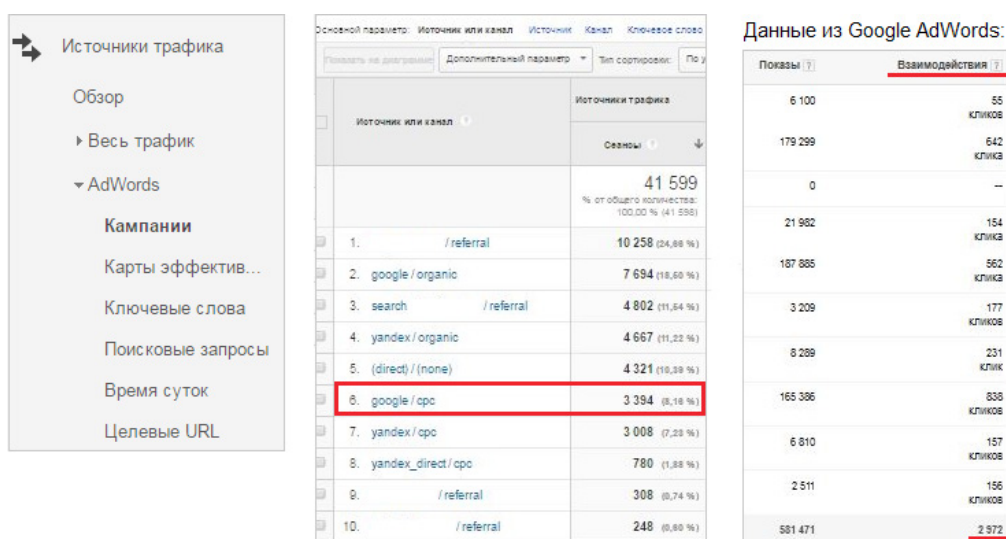 Источники трафика
Обзор
Весь трафик
AdWords
Кампании
Карты эффектив...
Ключевые слова
Поисковые запросы
Время суток
Целевые URL
Основной параметр: Источник или канал Источник Канал Ключевое слово
Показать на диаграмме Дополнительный параметр Тип сортировки: По у
Источник или канал ?
Источники трафика
Сеансы ?
41 599
% от общего количества:
100,00 % (41 598)
1. / referral 10 258 (24,66 %)
2. google / organic 7 694 (18,50 %)
3. search / referral 4 802 (11,54 %)
4. yandex / organic 4 667 (11,22 %)
5. (direct) / (none) 4 321 (10,39 %)
6. google / cpc 3 394 (8,16 %)
7. yandex / cpc 3 008 (7,23 %)
8. yandex_direct / cpc 780 (1,88 %)
9. / referral 308 (0,74 %)
10. / referral 248 (0,60 %)
Данные из Google AdWords:
Показы ? Взаимодействия ?
6 100 55
кликов
179 299 642
клика
0 --
21 982 154
клика
187 885 562
клика
3 209 177
кликов
8 289 231
клик
165 386 838
кликов
6 810 157
кликов
2 511 156
кликов
581 471 2 972